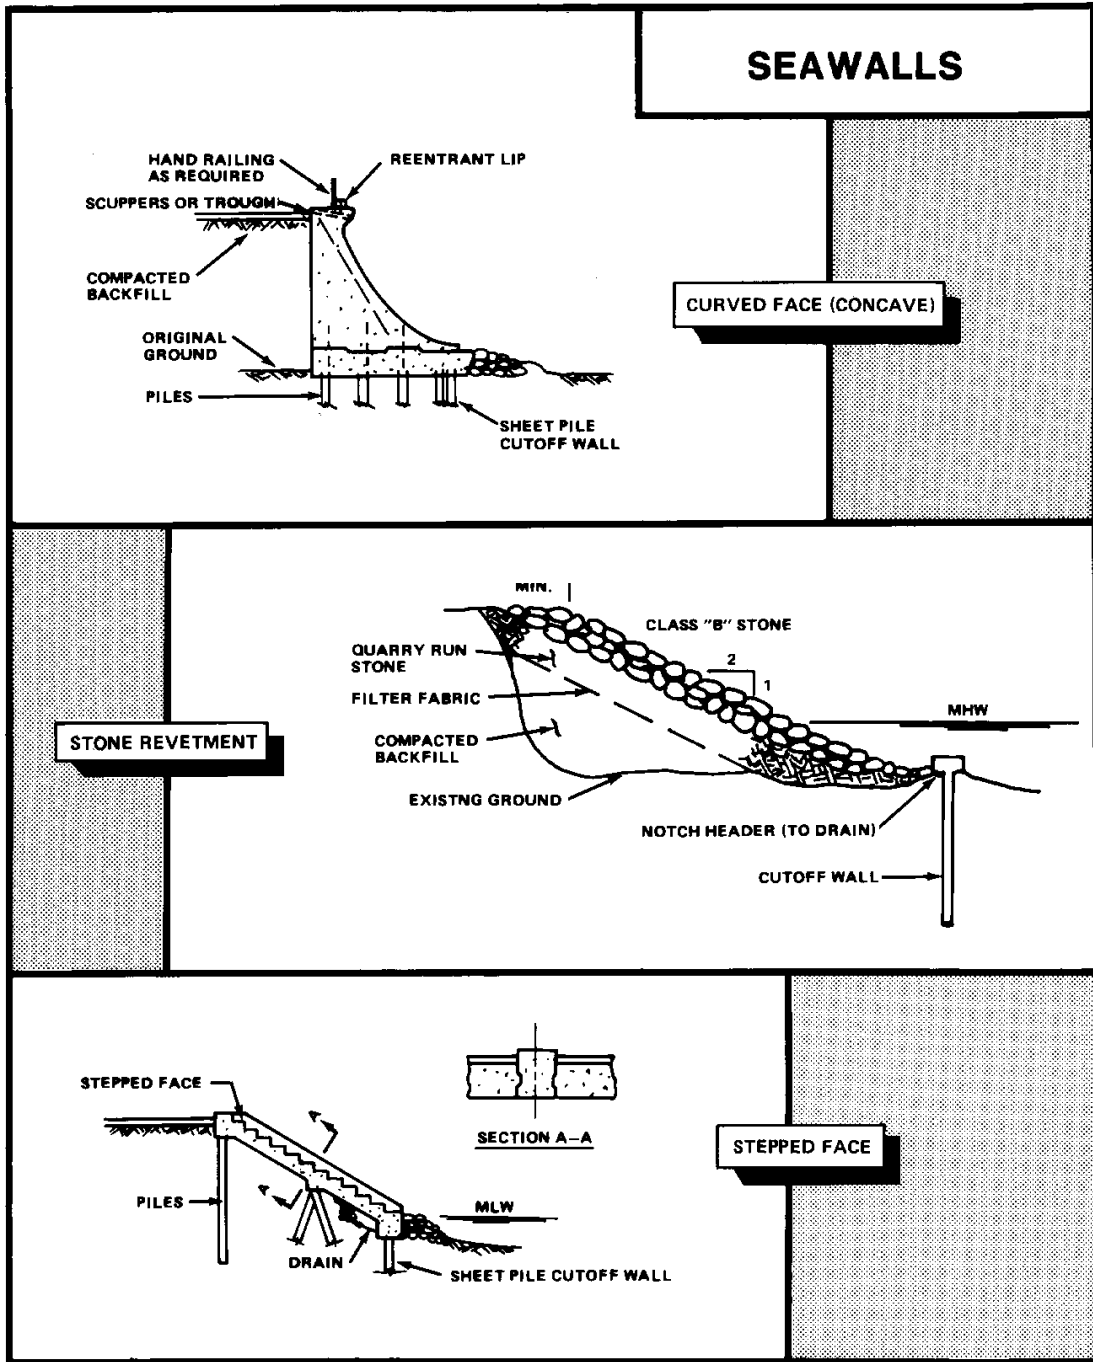 SEAWALLS
HAND RAILING
AS REQUIRED
REENTRANT LIP
SCUPPERS OR TROUGH
COMPACTED
BACKFILL
CURVED FACE (CONCAVE)
ORIGINAL
GROUND
PILES
SHEET PILE
CUTOFF WALL
MIN.
CLASS "B" STONE
QUARRY RUN
STONE
2
1
FILTER FABRIC
MHW
STONE REVETMENT
COMPACTED
BACKFILL
EXISTNG GROUND
NOTCH HEADER (TO DRAIN)
CUTOFF WALL
STEPPED FACE
A
SECTION A-A
STEPPED FACE
A
PILES
MLW
DRAIN
SHEET PILE CUTOFF WALL